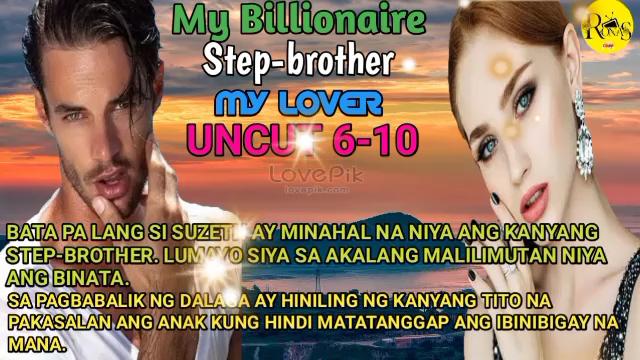 My Billionaire
Step-brother
MY LOVER
UNCUT 6-10
LovePik
lovepik.com
BATA PA LANG SI AY MINAHAL NA NIYA ANG KANYANG
STEP-BROTHER. LUMAYO SIYA SA AKALANG MALILIMUTAN NIYA
ANG BINATA.
SA PAGBABALIK NG DALAGA AY HINILING NG KANYANG TITO NA
PAKASALAN ANG ANAK KUNG HINDI MATATANGGAP ANG IBINIBIGAY NA
MANA.